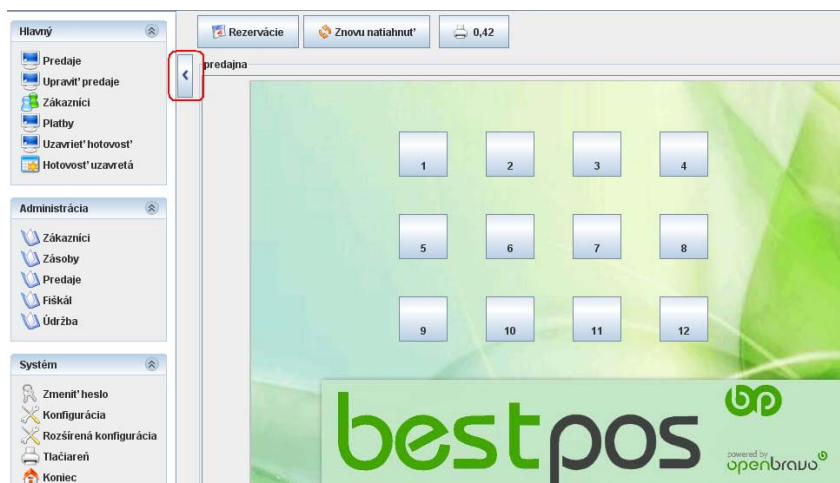 Hlavný
Predaje
Upraviť predaje
Zákazníci
Platby
Uzavrieť hotovosť
Hotovosť uzavretá
Administrácia
Zákazníci
Zásoby
Predaje
Fiškál
Údržba
Systém
Zmeniť heslo
Konfigurácia
Rozšírená konfigurácia
Tlačiareň
Koniec
Rezervácie
Znovu natiahnuť
0,42
predajna
1 2 3 4
5 6 7 8
9 10 11 12
bestpos
bp
powered by
openbravo